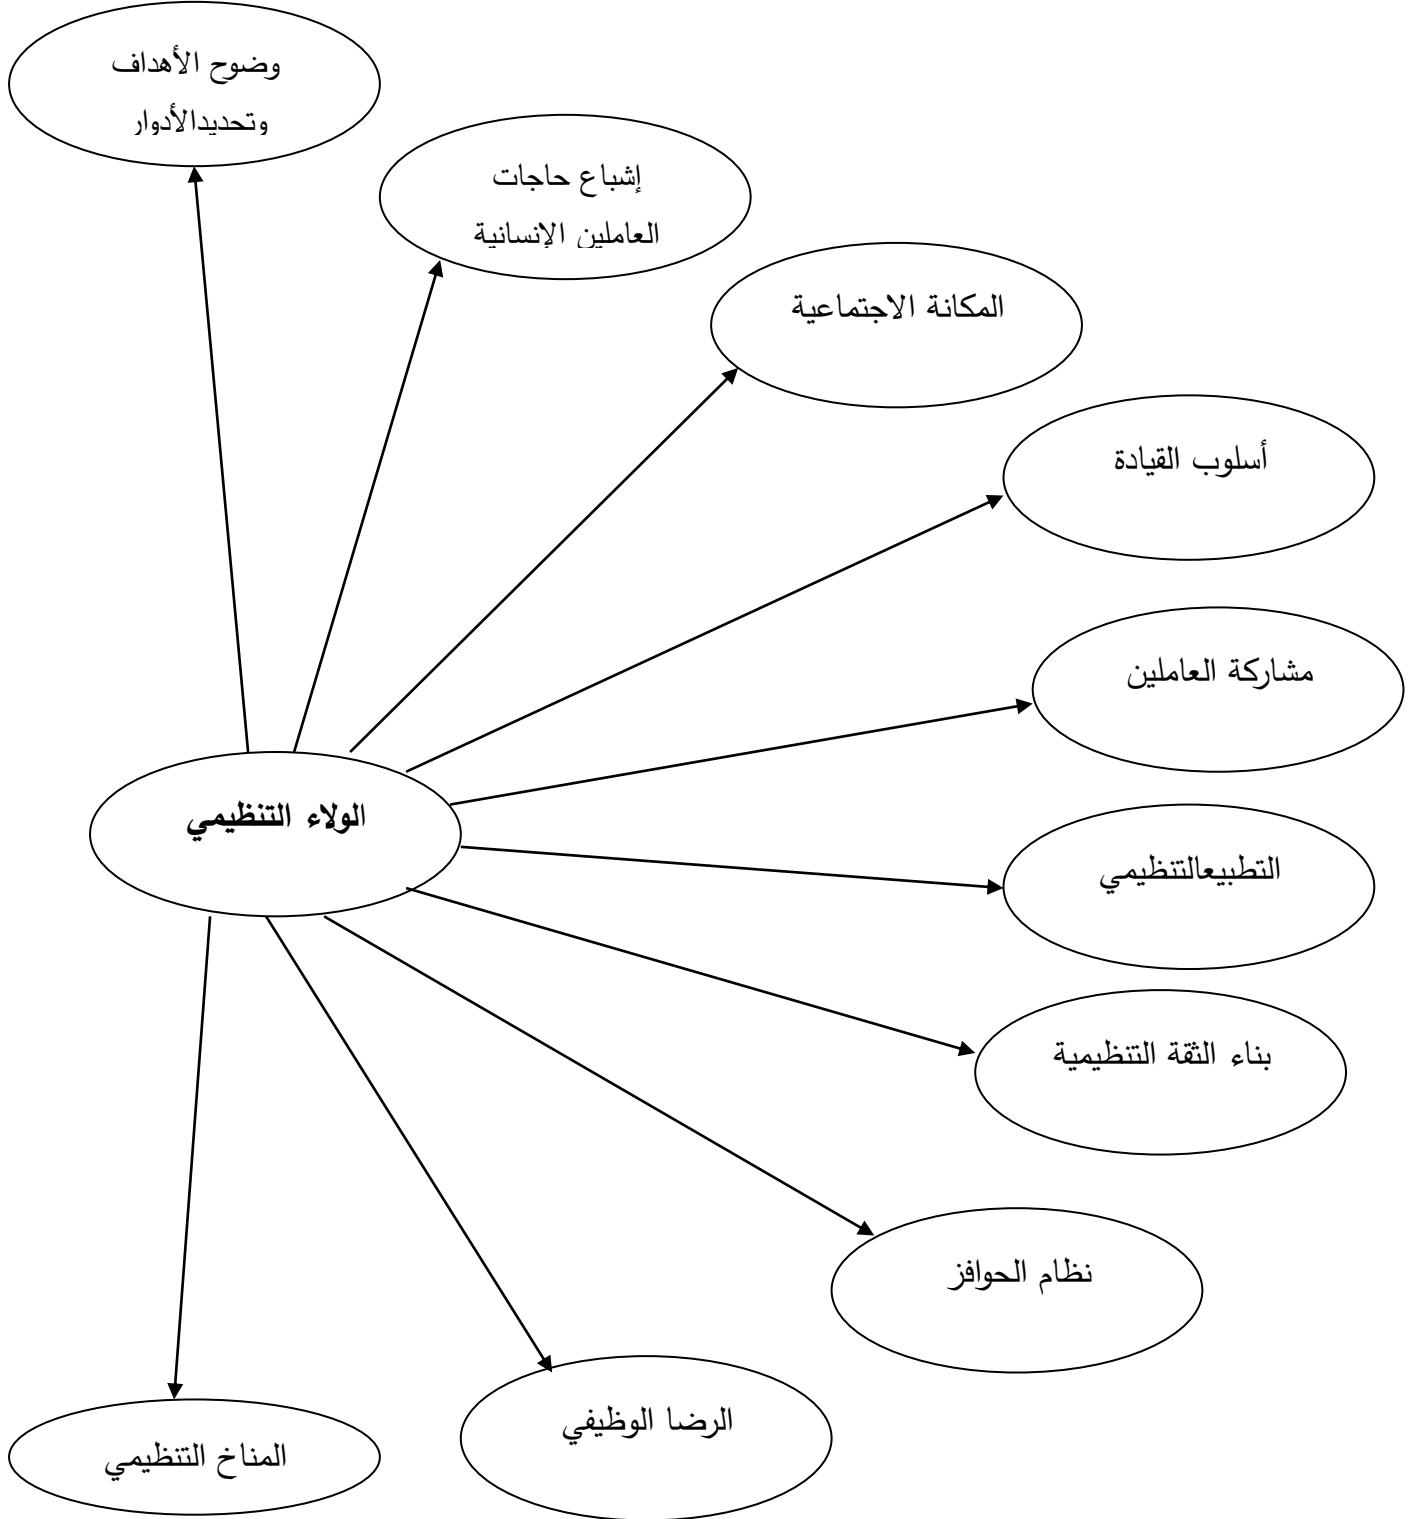 وضوح الأهداف
وتحديدالأدوار
إشباع حاجات
العاملين الإنسانية
المكانة الاجتماعية
أسلوب القيادة
مشاركة العاملين
الولاء التنظيمي
التطبيعالتنظيمي
بناء الثقة التنظيمية
نظام الحوافز
الرضا الوظيفي
المناخ التنظيمي